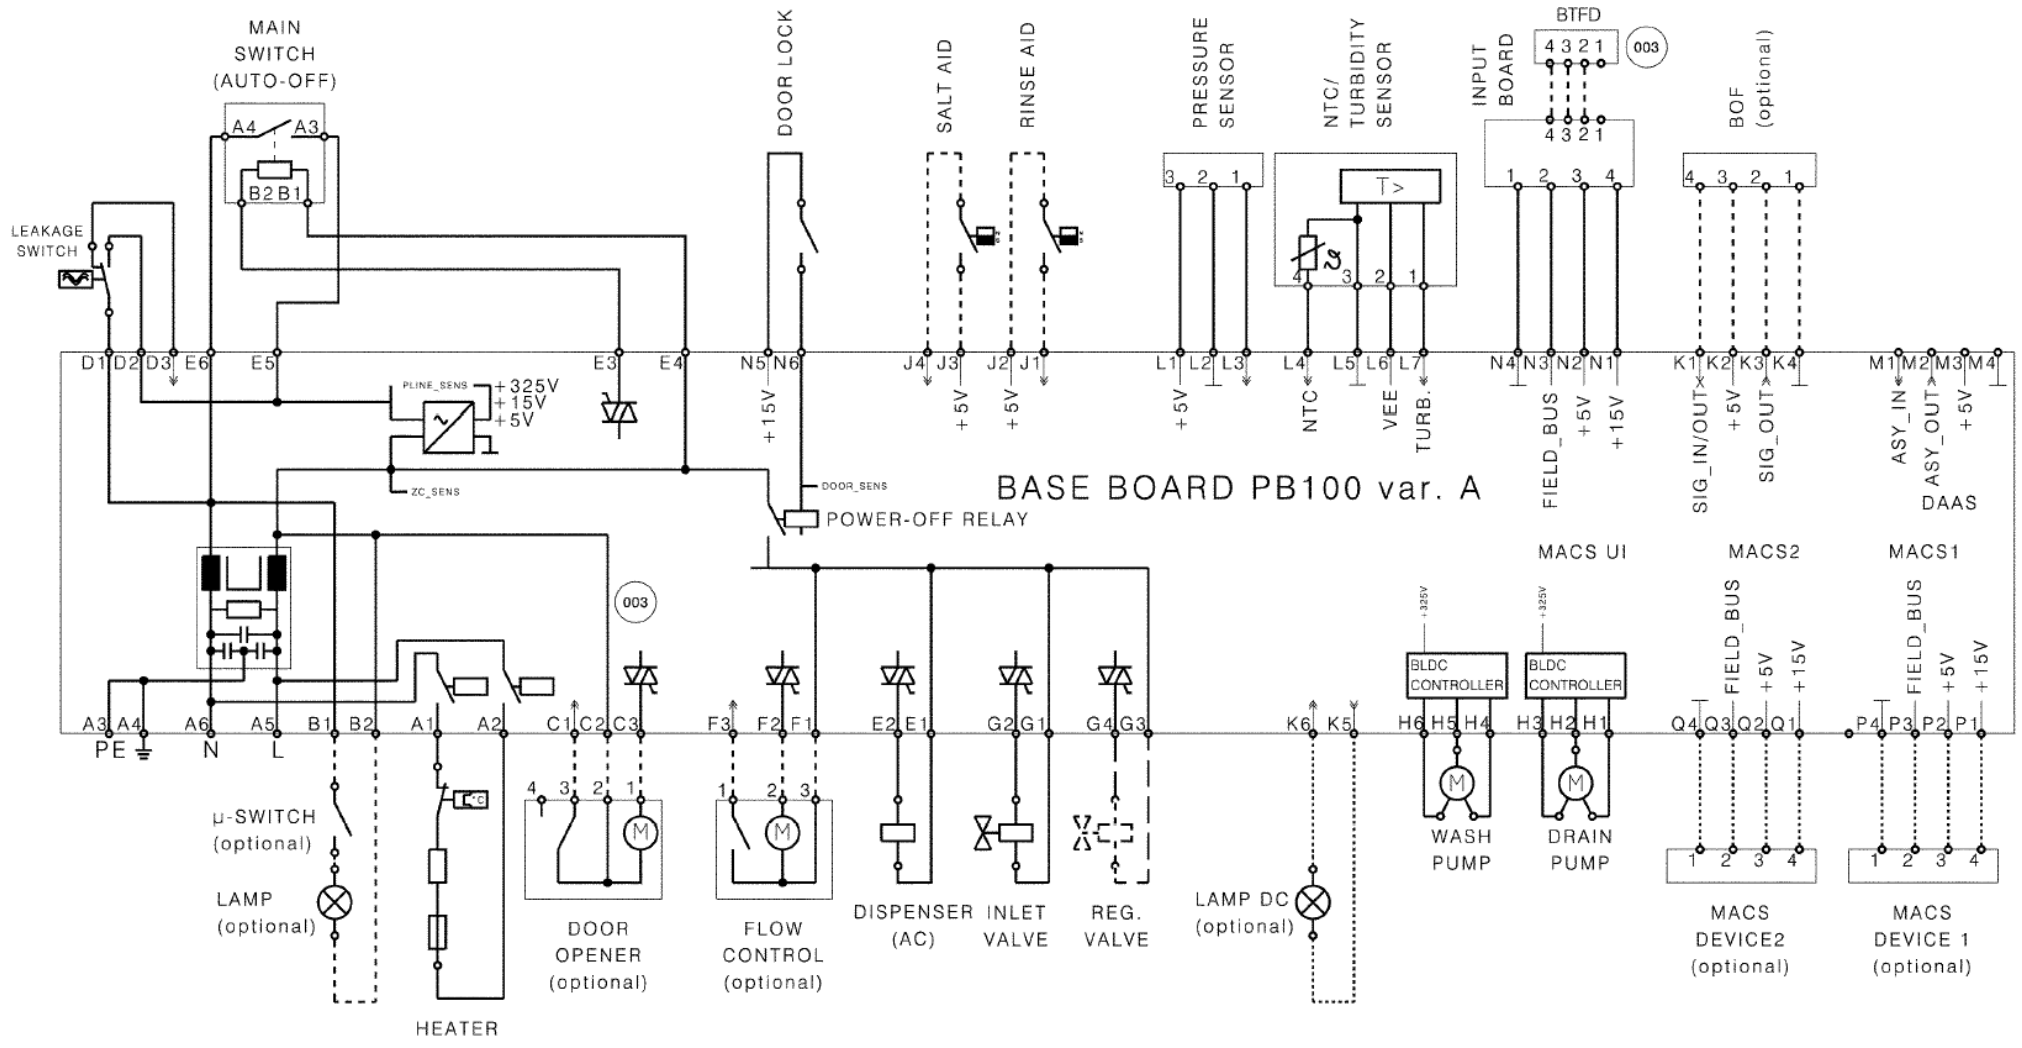 MAIN
SWITCH
(AUTO-OFF)
A4 A3
B2 B1
LEAKAGE
SWITCH
DOOR LOCK
SALT AID
RINSE AID
PRESSURE
SENSOR
3 2 1
NTC/
TURBIDITY
SENSOR
T>
4 3 2 1
INPUT
BOARD
BTFD
4 3 2 1
003
4 3 2 1
1 2 3 4
BOF
(optional)
4 3 2 1
D1 D2 D3 E6 E5 E3 E4 N5 N6 J4 J3 J2 J1 L1 L2 L3 L4 L5 L6 L7 N4 N3 N2 N1 K1 K2 K3 K4 M1 M2 M3 M4
PLINE_SENS
+325V
+15V
+5V
ZC_SENS
+15V
+5V
+5V
+5V
NTC
VEE
TURB.
FIELD_BUS
+5V
+15V
SIG_IN/OUT
+5V
SIG_OUT
ASY_IN
ASY_OUT
+5V
DAAS
DOOR_SENS
POWER-OFF RELAY
BASE BOARD PB100 var. A
003
MACS UI
MACS2
MACS1
+325V
+325V
BLDC
CONTROLLER
BLDC
CONTROLLER
FIELD_BUS
+5V
+15V
FIELD_BUS
+5V
+15V
A3 A4 A6 A5 B1 B2 A1 A2 C1 C2 C3 F3 F2 F1 E2 E1 G2 G1 G4 G3 K6 K5 H6 H5 H4 H3 H2 H1 Q4 Q3 Q2 Q1 P4 P3 P2 P1
PE N L
µ-SWITCH
(optional)
LAMP
(optional)
°C
HEATER
4 3 2 1
M
DOOR
OPENER
(optional)
1 2 3
M
FLOW
CONTROL
(optional)
DISPENSER
(AC)
INLET
VALVE
REG.
VALVE
LAMP DC
(optional)
M
WASH
PUMP
M
DRAIN
PUMP
1 2 3 4
MACS
DEVICE2
(optional)
1 2 3 4
MACS
DEVICE 1
(optional)